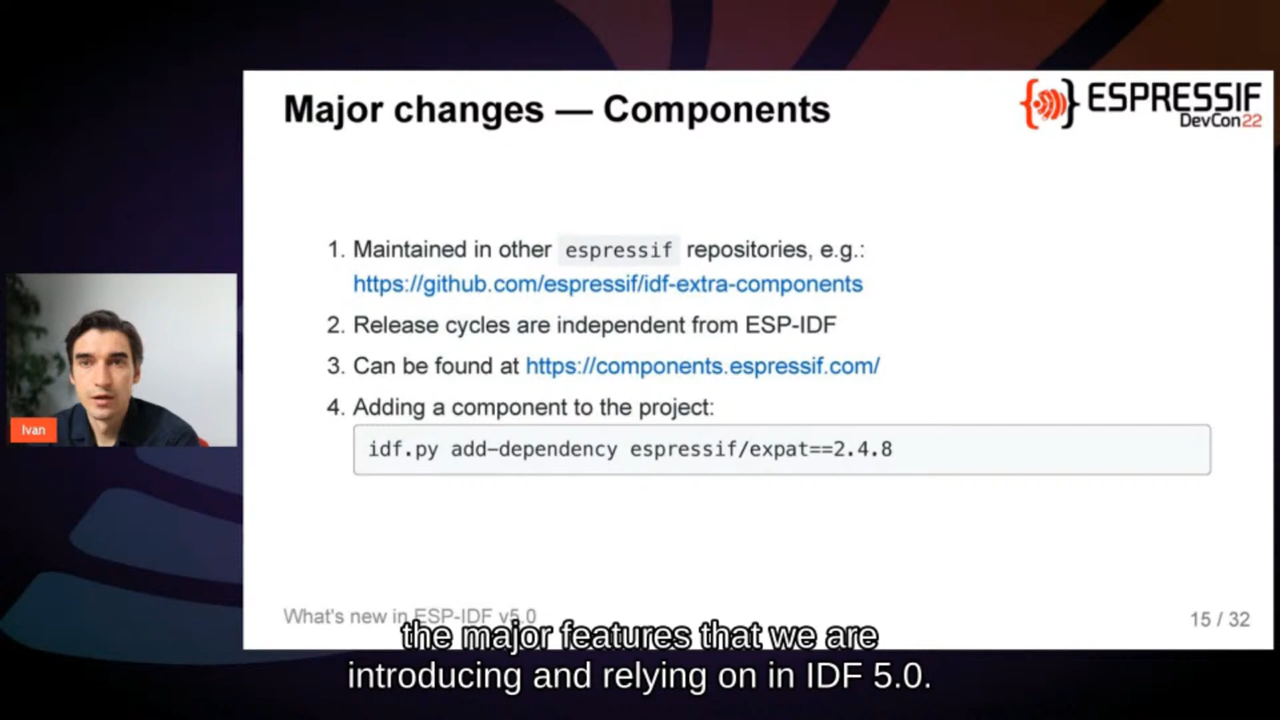 Major changes — Components
{ } ESPRESSIF
DevCon22
1. Maintained in other espressif repositories, e.g.:
https://github.com/espressif/idf-extra-components
2. Release cycles are independent from ESP-IDF
3. Can be found at https://components.espressif.com/
4. Adding a component to the project:
idf.py add-dependency espressif/expat==2.4.8
Ivan
What's new in ESP-IDF v5.0
15 / 32
the major features that we are
introducing and relying on in IDF 5.0.